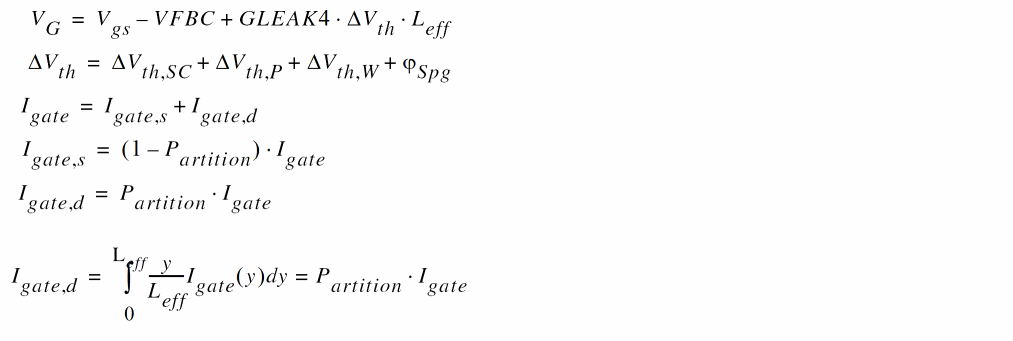 V_G = V_gs – VFBC + GLEAK4 · ΔV_th · L_eff
ΔV_th = ΔV_th,SC + ΔV_th,P + ΔV_th,W + φ_Spg
I_gate = I_gate,s + I_gate,d
I_gate,s = (1 – P_artition) · I_gate
I_gate,d = P_artition · I_gate
I_gate,d = ∫_0^L_eff y/L_eff I_gate(y)dy = P_artition · I_gate